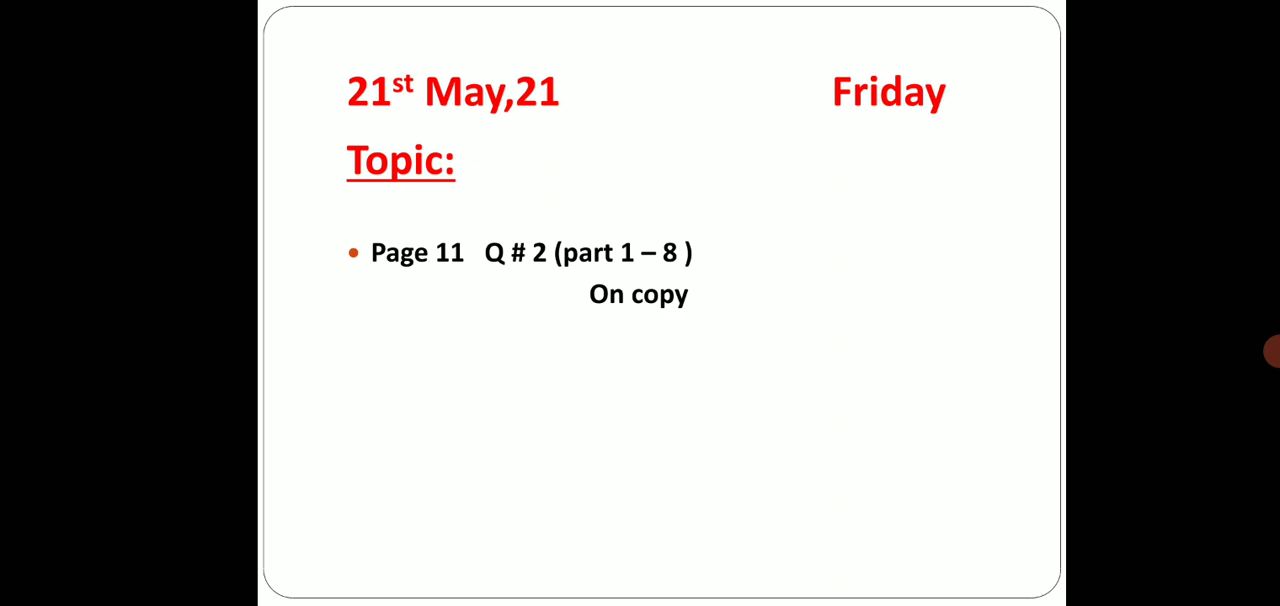 21st May,21 Friday
Topic:
• Page 11 Q # 2 (part 1 – 8 )
On copy